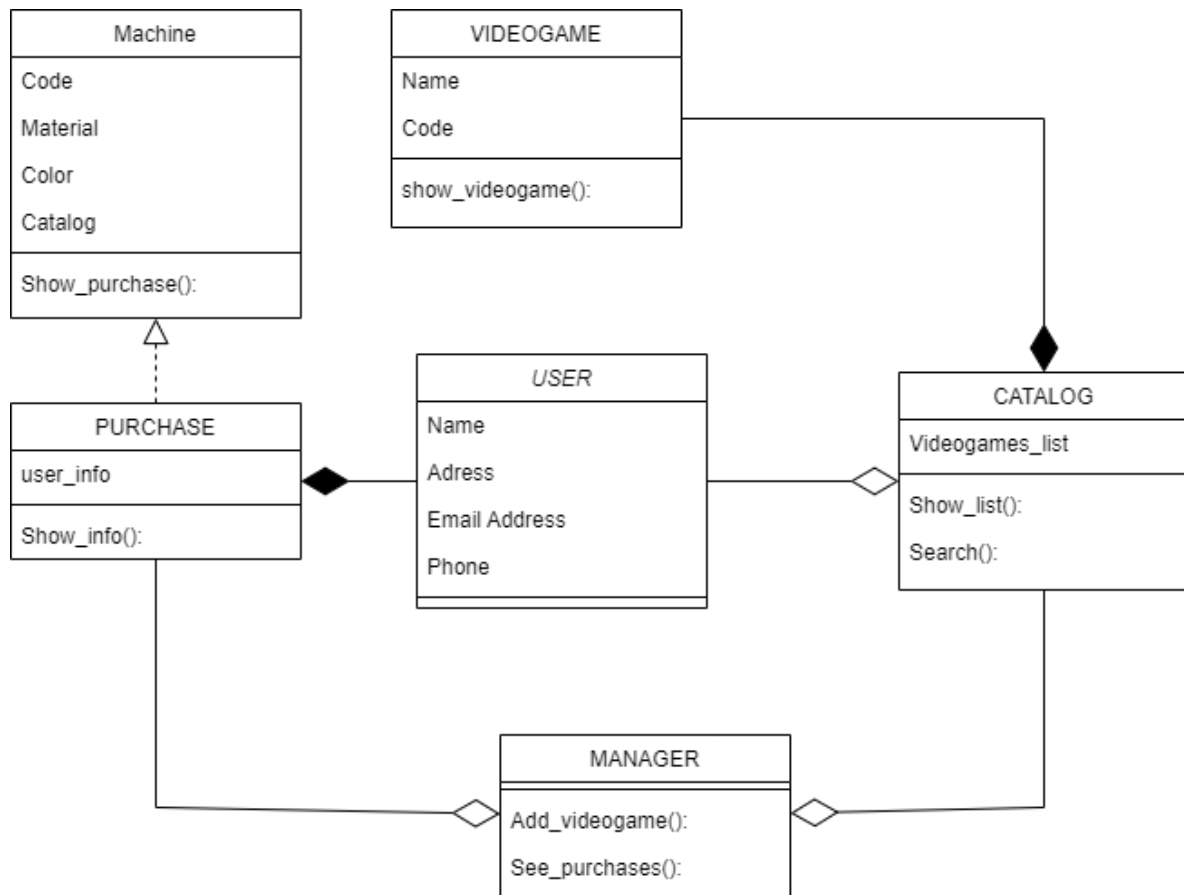 Machine
Code
Material
Color
Catalog
Show_purchase():
VIDEOGAME
Name
Code
show_videogame():
PURCHASE
user_info
Show_info():
USER
Name
Adress
Email Address
Phone
CATALOG
Videogames_list
Show_list():
Search():
MANAGER
Add_videogame():
See_purchases():